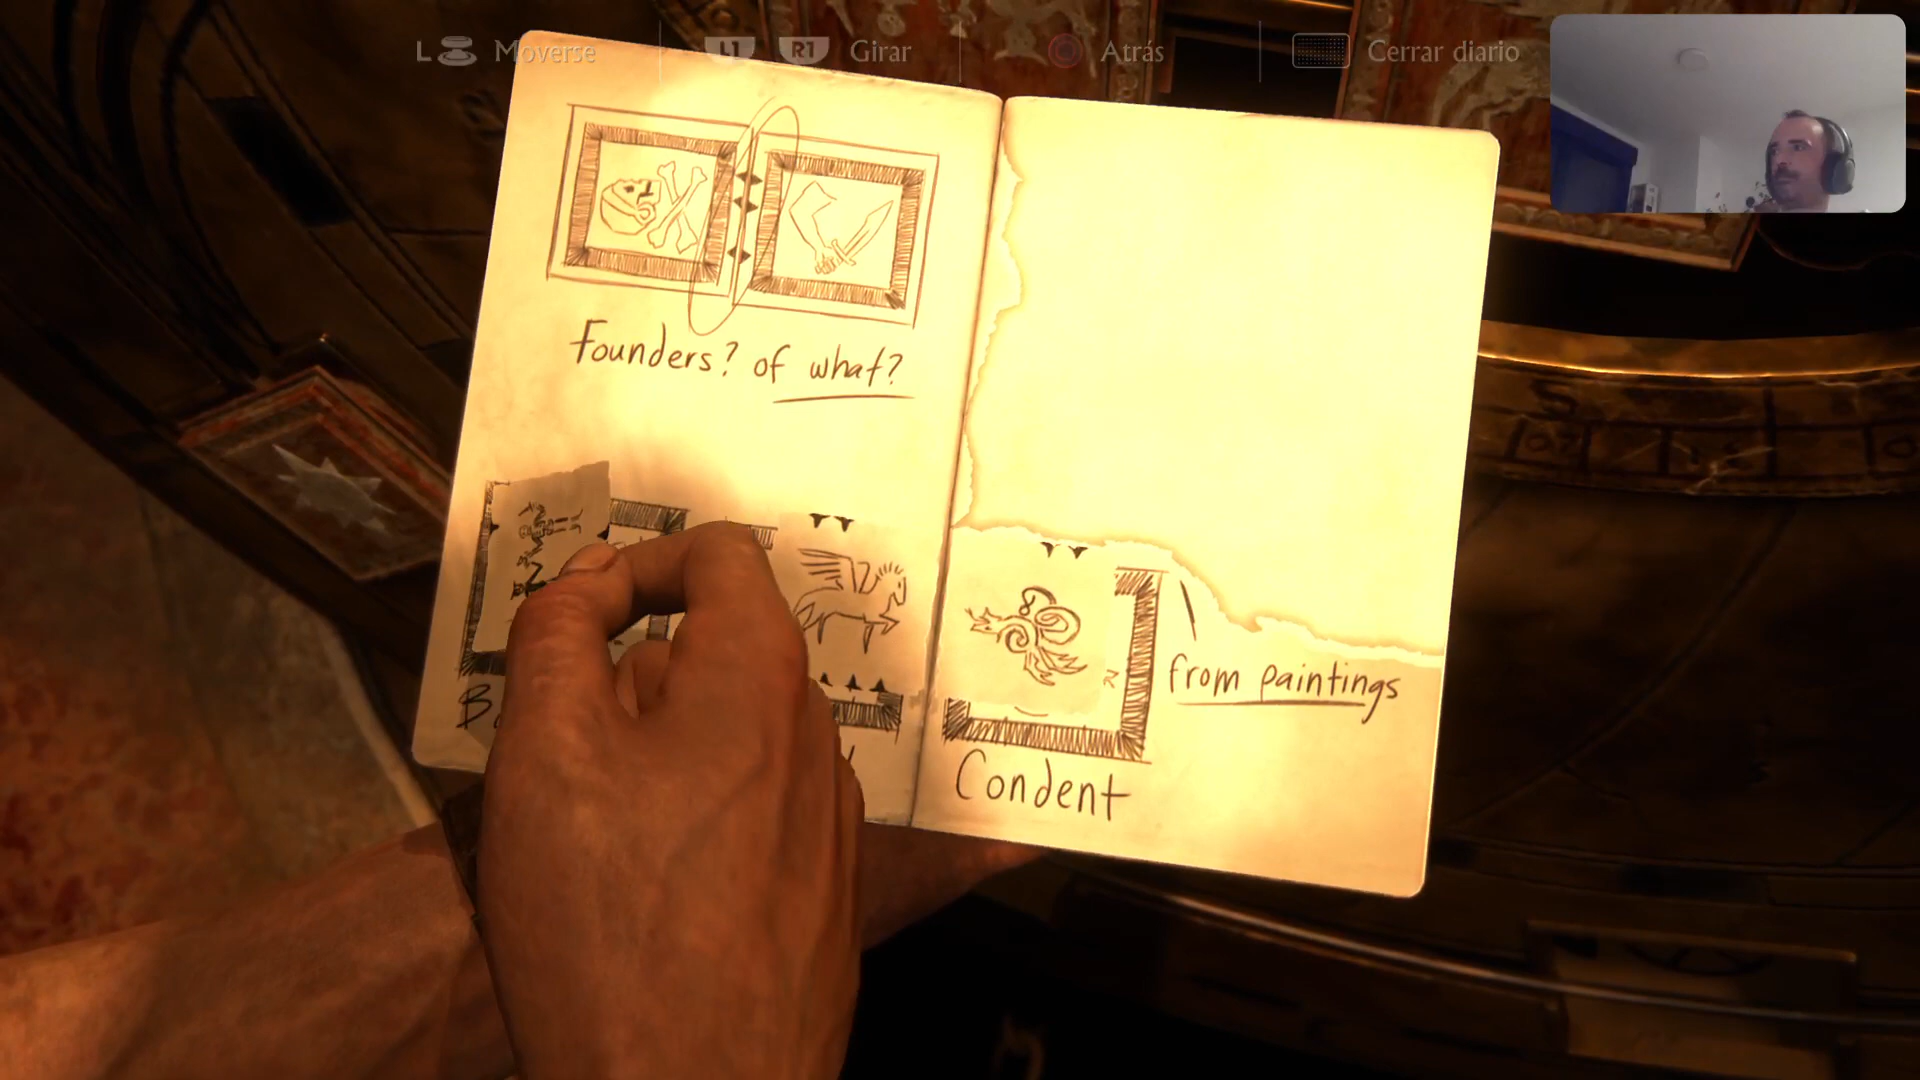 L Moverse L1 R1 Girar Atrás Cerrar diario
Founders? of what?
from paintings
Condent